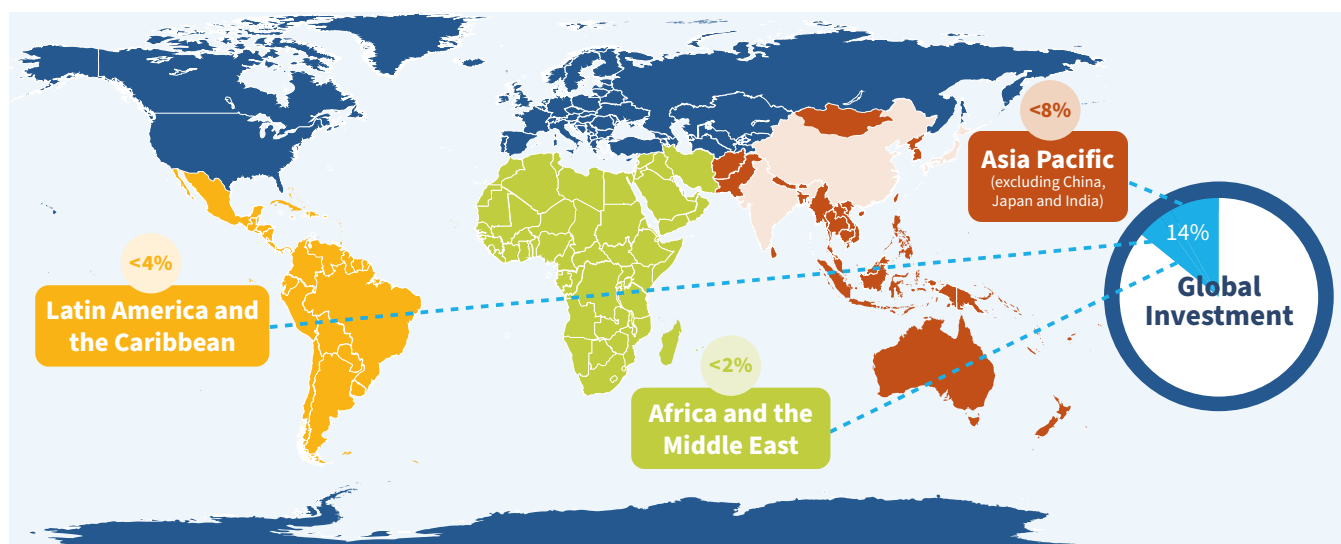 <8%
Asia Pacific
(excluding China,
Japan and India)
14%
Global
Investment
<4%
Latin America and
the Caribbean
<2%
Africa and the
Middle East